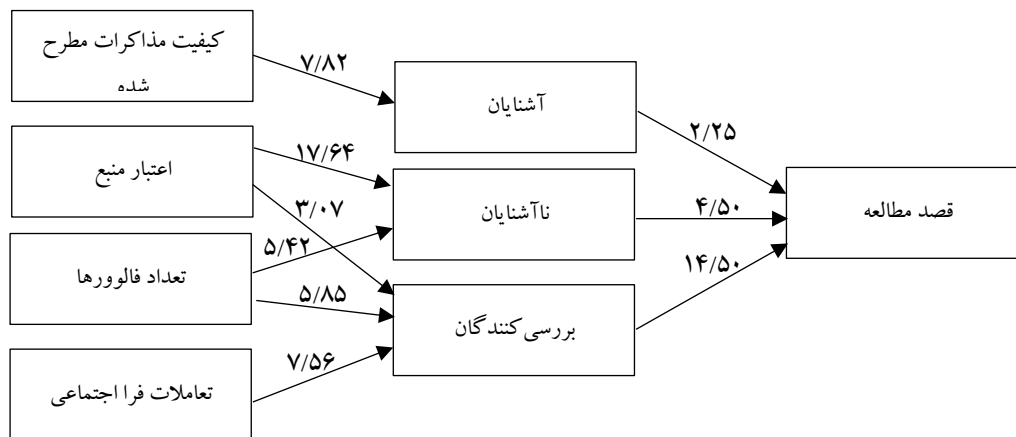 کیفیت مذاکرات مطرح
شده
۷/۸۲
آشنایان
۲/۲۵
اعتبار منبع
۱۷/۶۴
۳/۰۷
ناآشنایان
۴/۵۰
قصد مطالعه
تعداد فالوورها
۵/۴۲
۵/۸۵
بررسی‌کنندگان
۱۴/۵۰
تعاملات فرا اجتماعی
۷/۵۶